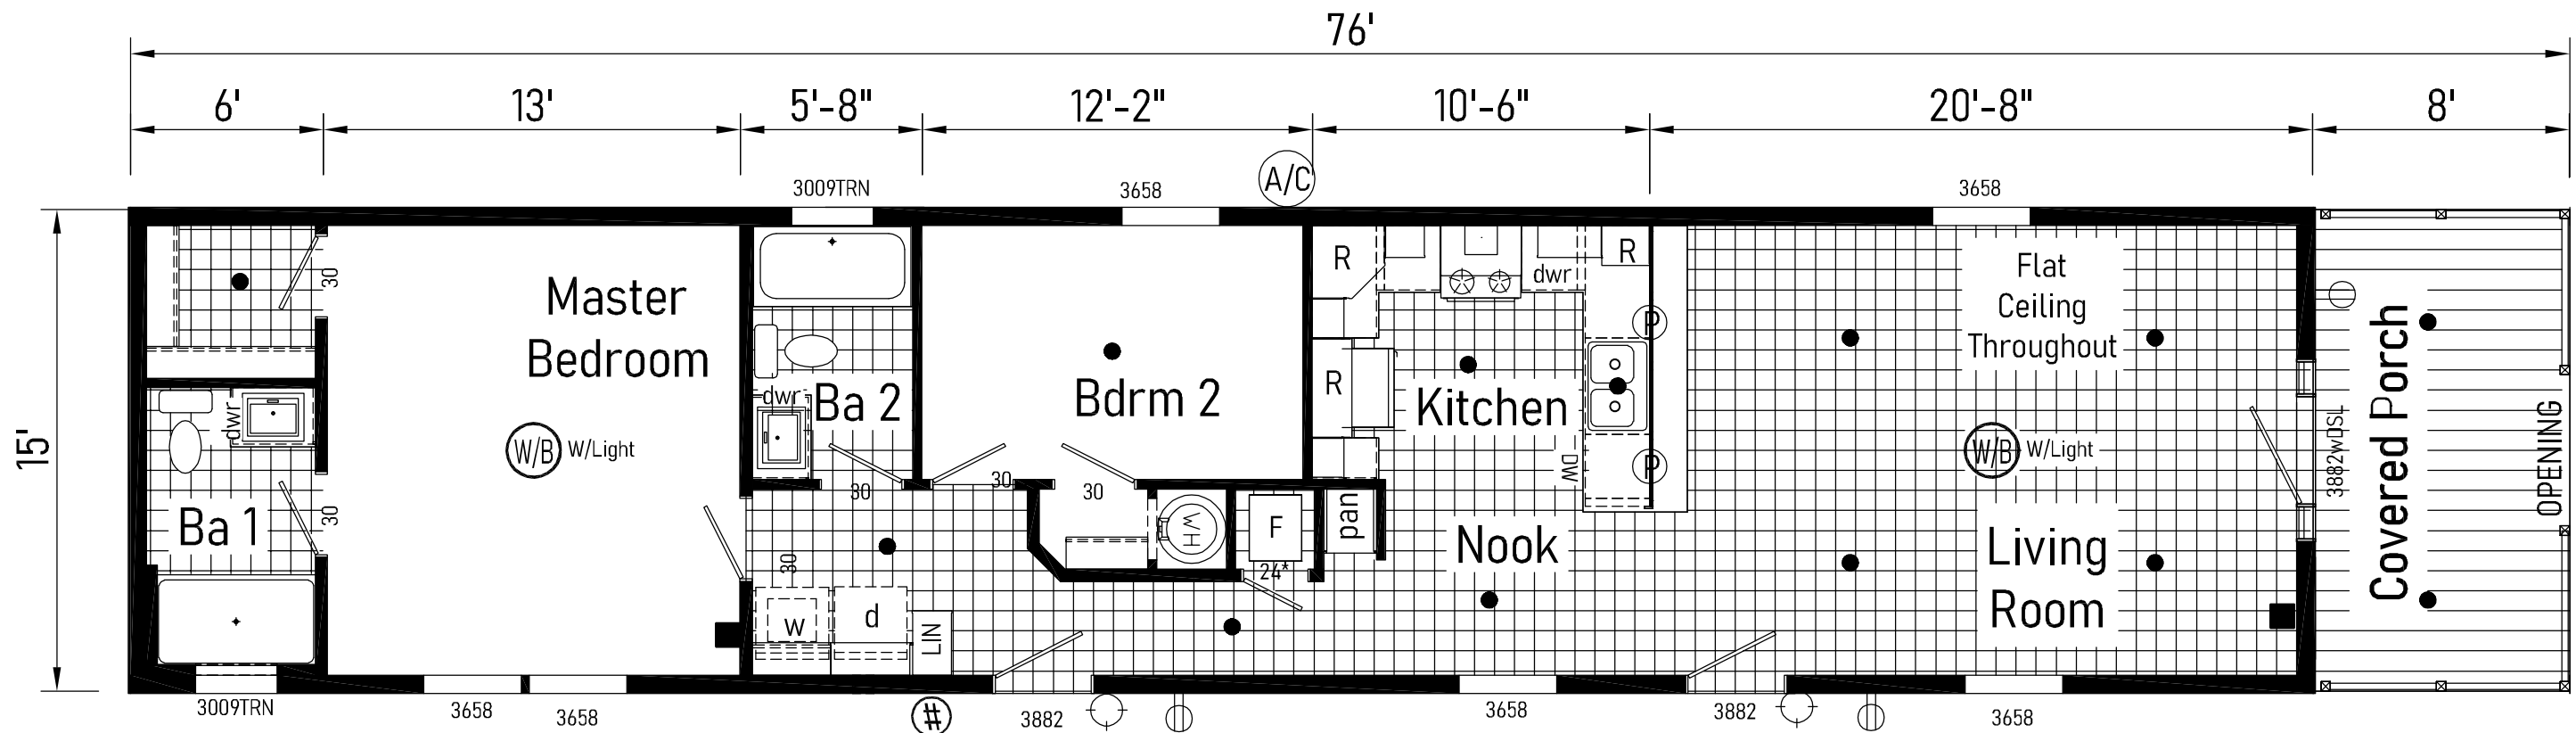 76'
6'
13'
5'-8"
12'-2"
10'-6"
20'-8"
8'
3009TRN
3658
A/C
3658
15'
30
Master
Bedroom
W/B W/Light
dwr
Ba 1
30
dwr
Ba 2
30
Bdrm 2
30
30
R
dwr
R
P
R
Kitchen
P
DW
Flat
Ceiling
Throughout
W/B W/Light
3882wDSL
Covered Porch
OPENING
30
W
d
LIN
WH
F
24"
pan
Nook
Living
Room
3009TRN
3658
3658
#
3882
3658
3882
3658